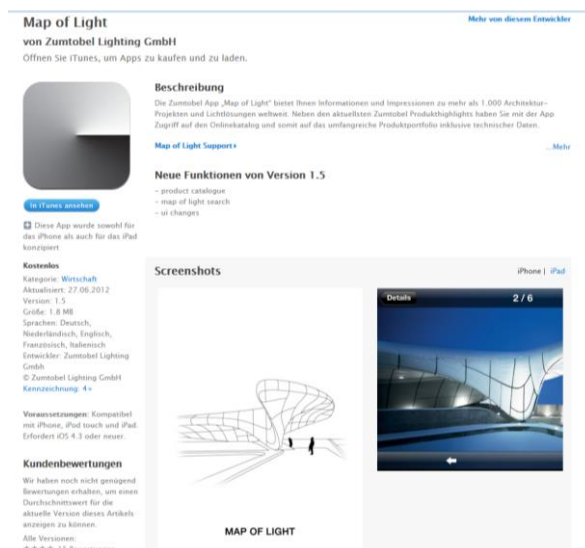 Map of Light
Mehr von diesem Entwickler
von Zumtobel Lighting GmbH
Öffnen Sie iTunes, um Apps zu kaufen und zu laden.
Beschreibung
Die Zumtobel App „Map of Light" bietet Ihnen Informationen und Impressionen zu mehr als 1.000 Architektur-
Projekten und Lichtlösungen weltweit. Neben den aktuellsten Zumtobel Produkthighlights haben Sie mit der App
Zugriff auf den Onlinekatalog und somit auf das umfangreiche Produktportfolio inklusive technischer Daten.
Map of Light Support
...Mehr
Neue Funktionen von Version 1.5
- product catalogue
- map of light search
- ui changes
In iTunes ansehen
Diese App wurde sowohl für
das iPhone als auch für das iPad
konzipiert
Kostenlos
Kategorie: Wirtschaft
Aktualisiert: 27.06.2012
Version: 1.5
Größe: 1.8 MB
Sprachen: Deutsch,
Niederländisch, Englisch,
Französisch, Italienisch
Entwickler: Zumtobel Lighting
GmbH
© Zumtobel Lighting GmbH
Kennzeichnung: 4+
Voraussetzungen: Kompatibel
mit iPhone, iPod touch und iPad.
Erfordert iOS 4.3 oder neuer.
Kundenbewertungen
Wir haben noch nicht genügend
Bewertungen erhalten, um einen
Durchschnittswert für die
aktuelle Version dieses Artikels
anzeigen zu können.
Alle Versionen:
Screenshots
iPhone | iPad
MAP OF LIGHT
Details
2 / 6